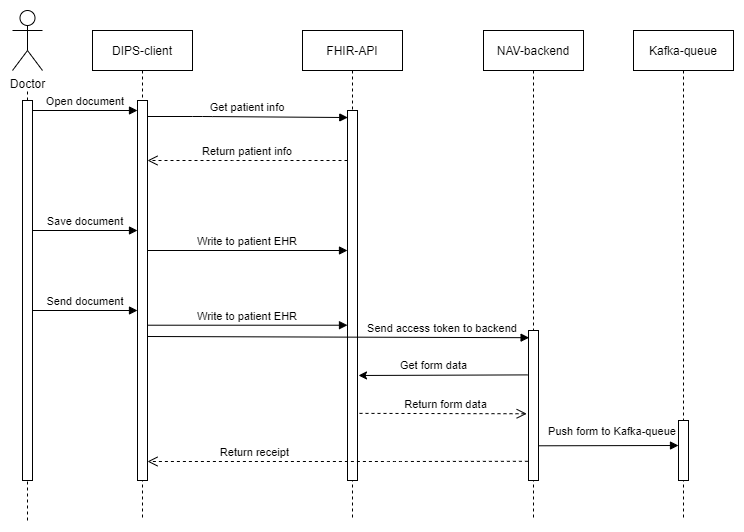 DIPS-client
FHIR-API
NAV-backend
Kafka-queue
Doctor
Open document
Get patient info
Return patient info
Save document
Write to patient EHR
Send document
Write to patient EHR
Send access token to backend
Get form data
Return form data
Push form to Kafka-queue
Return receipt